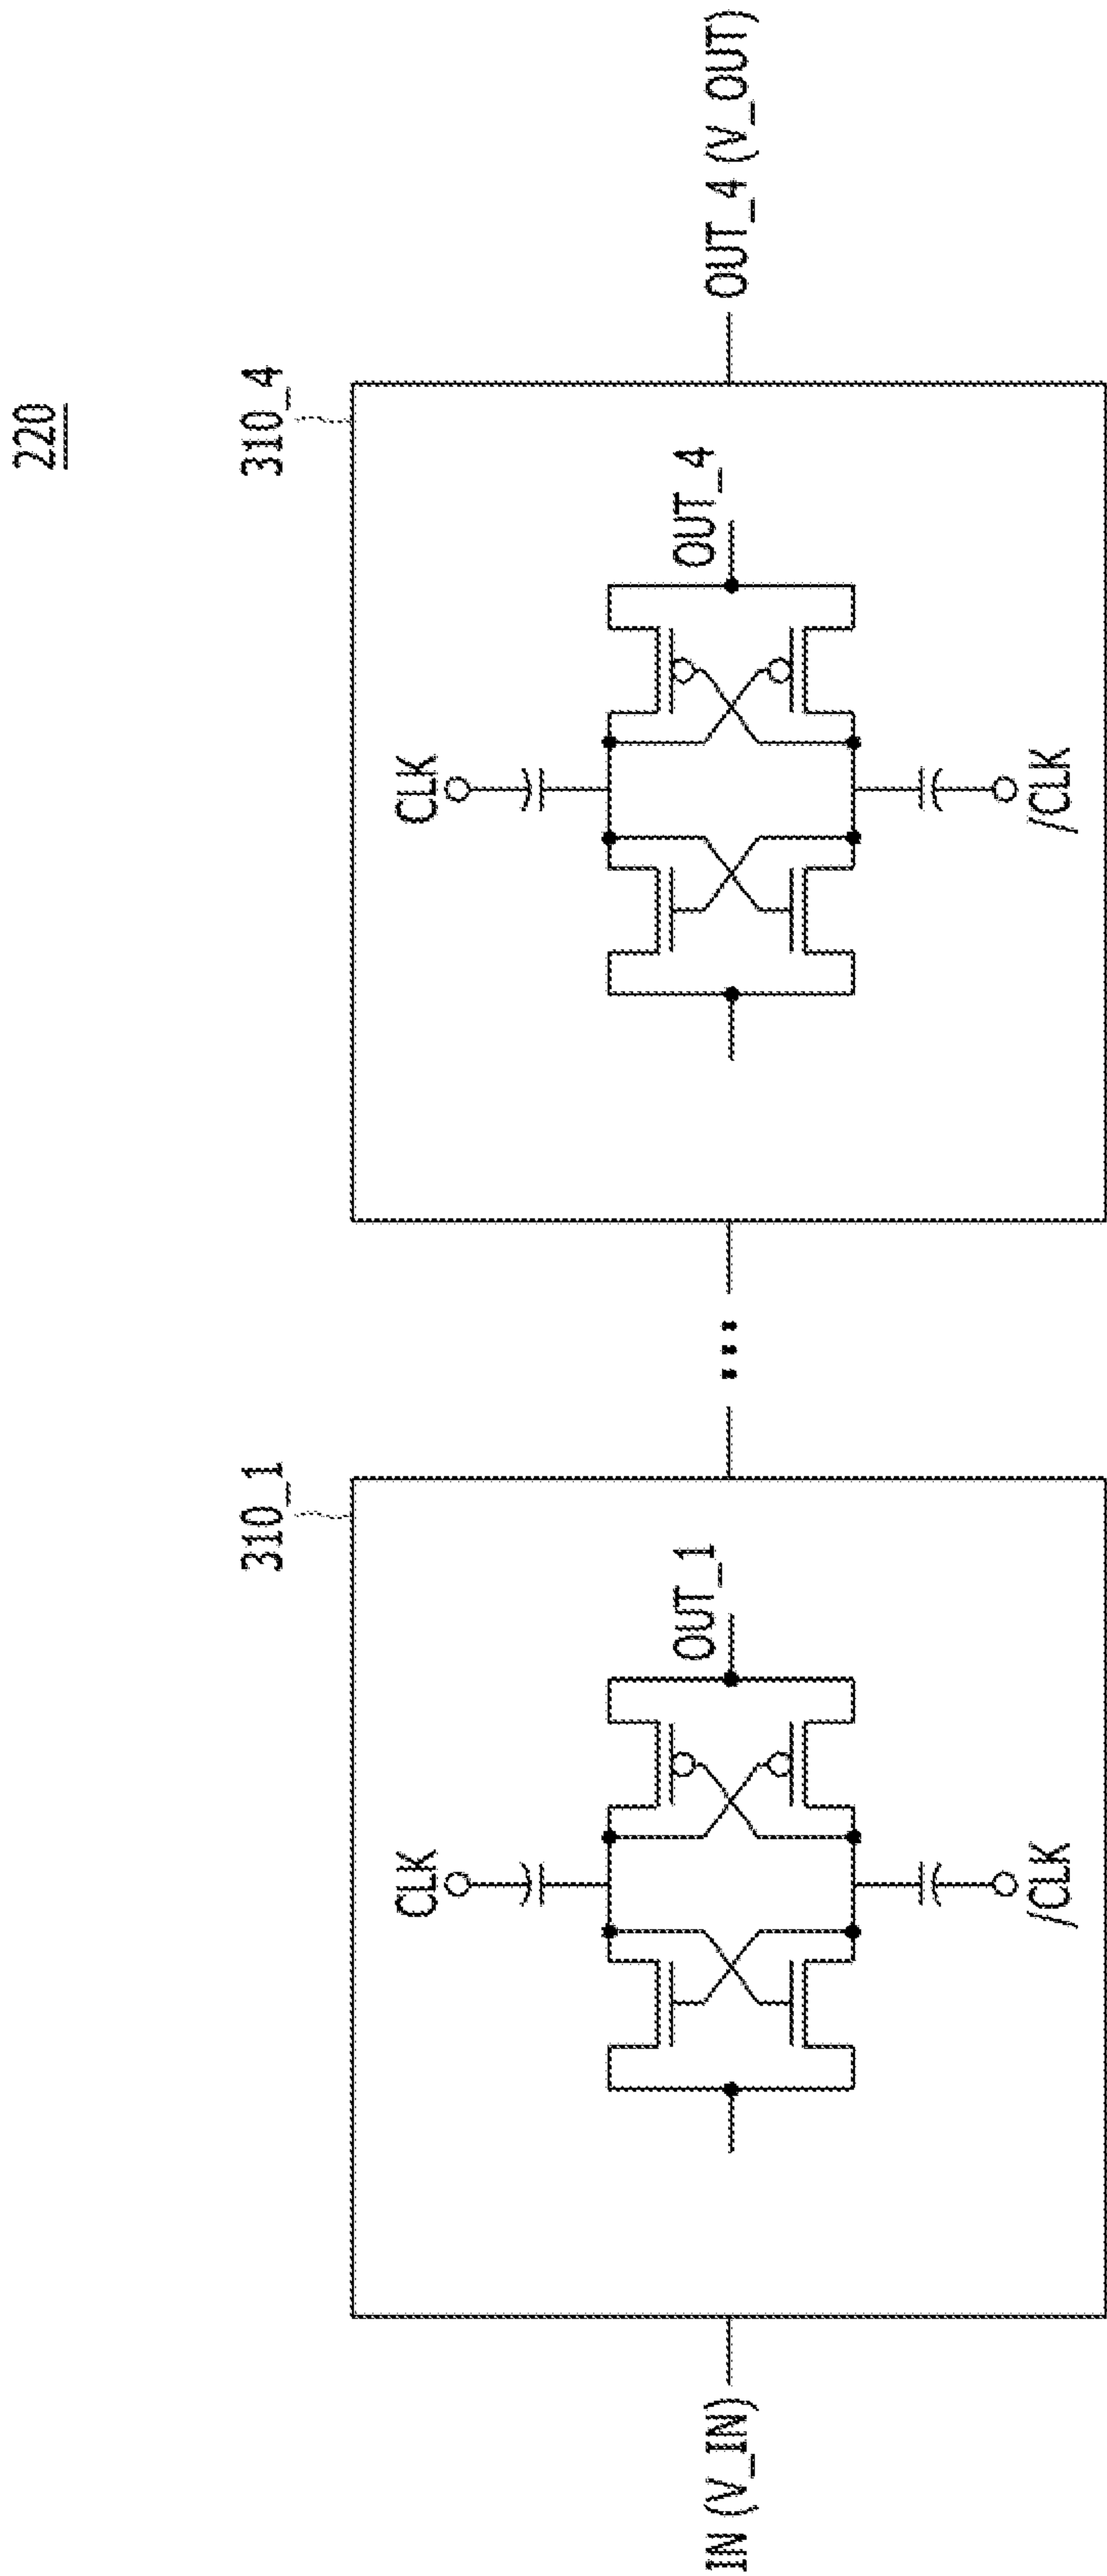 220
310_1
310_4
CLK
CLK
IN (V_IN)
OUT_1
OUT_4
OUT_4 (V_OUT)
/CLK
/CLK